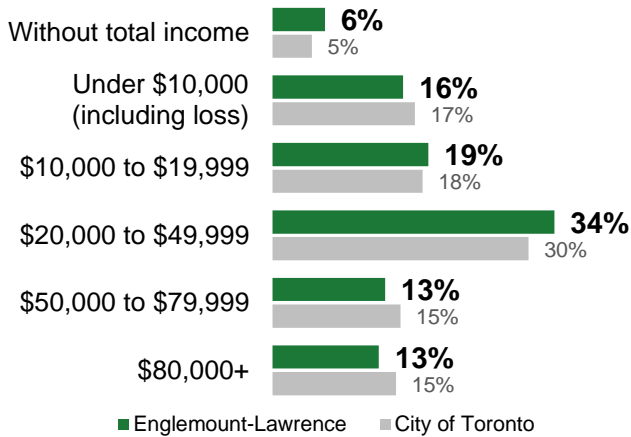 Without total income
6%
5%
Under $10,000
(including loss)
16%
17%
$10,000 to $19,999
19%
18%
$20,000 to $49,999
34%
30%
$50,000 to $79,999
13%
15%
$80,000+
13%
15%
Englemount-Lawrence City of Toronto